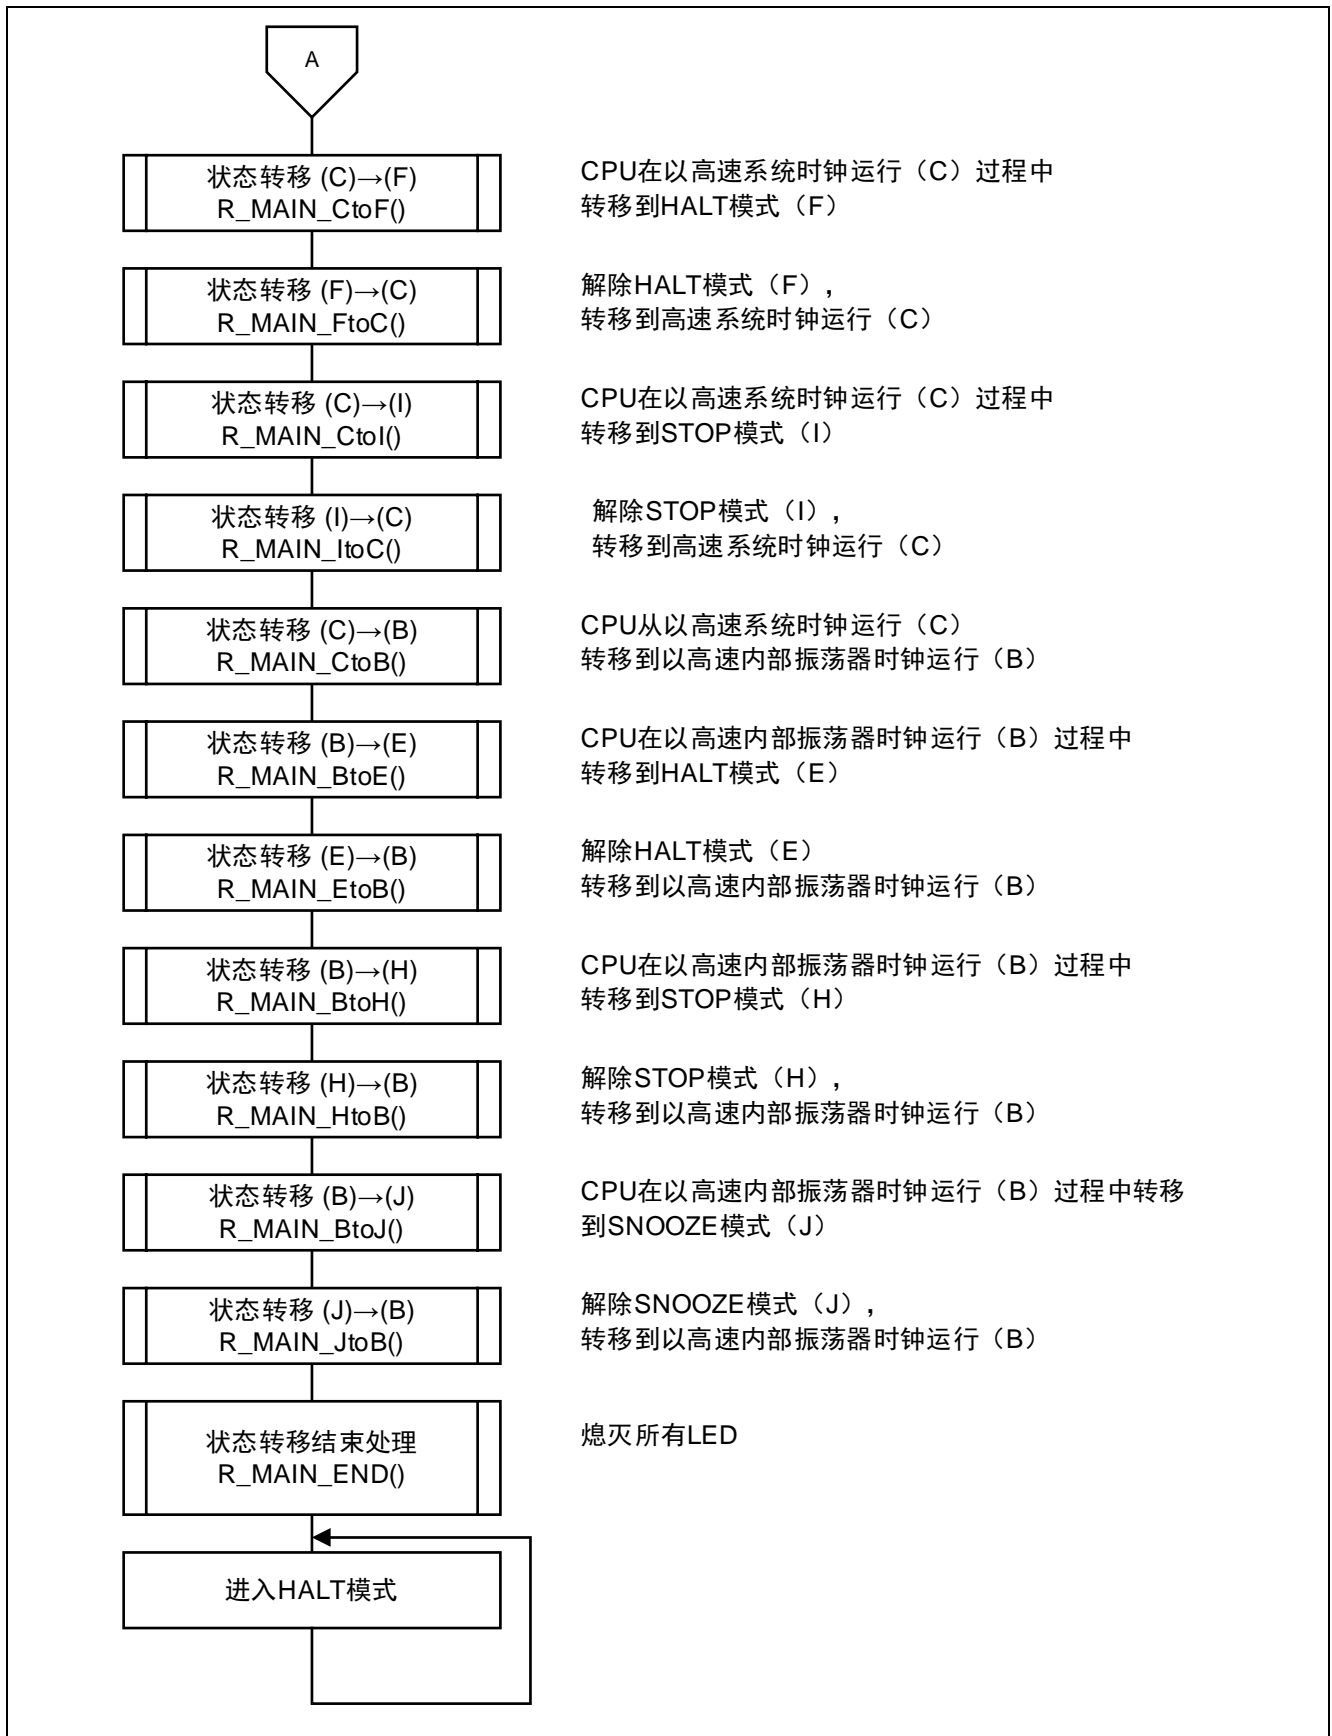 A
状态转移 (C)→(F)
R_MAIN_CtoF()
CPU在以高速系统时钟运行（C）过程中
转移到HALT模式（F）
状态转移 (F)→(C)
R_MAIN_FtoC()
解除HALT模式（F），
转移到高速系统时钟运行（C）
状态转移 (C)→(I)
R_MAIN_CtoI()
CPU在以高速系统时钟运行（C）过程中
转移到STOP模式（I）
状态转移 (I)→(C)
R_MAIN_ItoC()
解除STOP模式（I），
转移到高速系统时钟运行（C）
状态转移 (C)→(B)
R_MAIN_CtoB()
CPU从以高速系统时钟运行（C）
转移到以高速内部振荡器时钟运行（B）
状态转移 (B)→(E)
R_MAIN_BtoE()
CPU在以高速内部振荡器时钟运行（B）过程中
转移到HALT模式（E）
状态转移 (E)→(B)
R_MAIN_EtoB()
解除HALT模式（E）
转移到以高速内部振荡器时钟运行（B）
状态转移 (B)→(H)
R_MAIN_BtoH()
CPU在以高速内部振荡器时钟运行（B）过程中
转移到STOP模式（H）
状态转移 (H)→(B)
R_MAIN_HtoB()
解除STOP模式（H），
转移到以高速内部振荡器时钟运行（B）
状态转移 (B)→(J)
R_MAIN_BtoJ()
CPU在以高速内部振荡器时钟运行（B）过程中转移
到SNOOZE模式（J）
状态转移 (J)→(B)
R_MAIN_JtoB()
解除SNOOZE模式（J），
转移到以高速内部振荡器时钟运行（B）
状态转移结束处理
R_MAIN_END()
熄灭所有LED
进入HALT模式